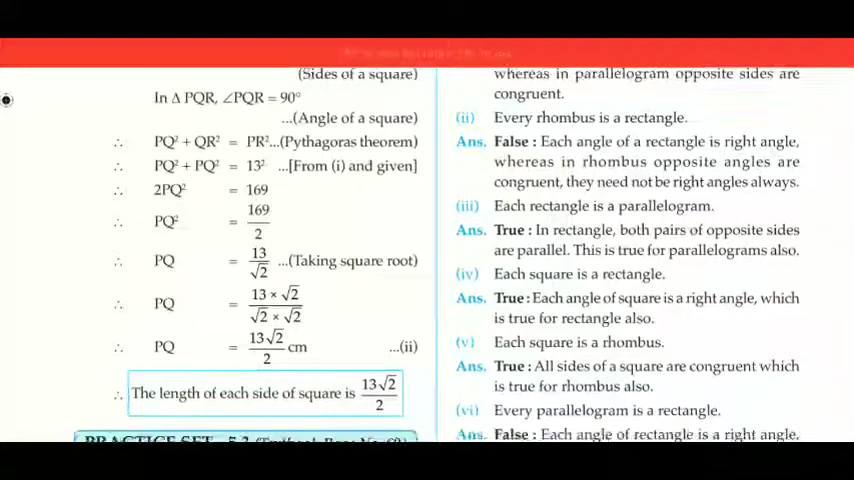 (Sides of a square)
In Δ PQR, ∠PQR = 90°
...(Angle of a square)
∴ PQ² + QR² = PR²...(Pythagoras theorem)
∴ PQ² + PQ² = 13² ...[From (i) and given]
∴ 2PQ² = 169
∴ PQ² = 169/2
∴ PQ = 13/√2 ...(Taking square root)
∴ PQ = 13 × √2 / √2 × √2
∴ PQ = 13√2/2 cm ...(ii)
∴ The length of each side of square is 13√2/2
PRACTICE SET - 5.3 (Textbook Page No. 69)
whereas in parallelogram opposite sides are
congruent.
(ii) Every rhombus is a rectangle.
Ans. False : Each angle of a rectangle is right angle,
whereas in rhombus opposite angles are
congruent, they need not be right angles always.
(iii) Each rectangle is a parallelogram.
Ans. True : In rectangle, both pairs of opposite sides
are parallel. This is true for parallelograms also.
(iv) Each square is a rectangle.
Ans. True : Each angle of square is a right angle, which
is true for rectangle also.
(v) Each square is a rhombus.
Ans. True : All sides of a square are congruent which
is true for rhombus also.
(vi) Every parallelogram is a rectangle.
Ans. False : Each angle of rectangle is a right angle,